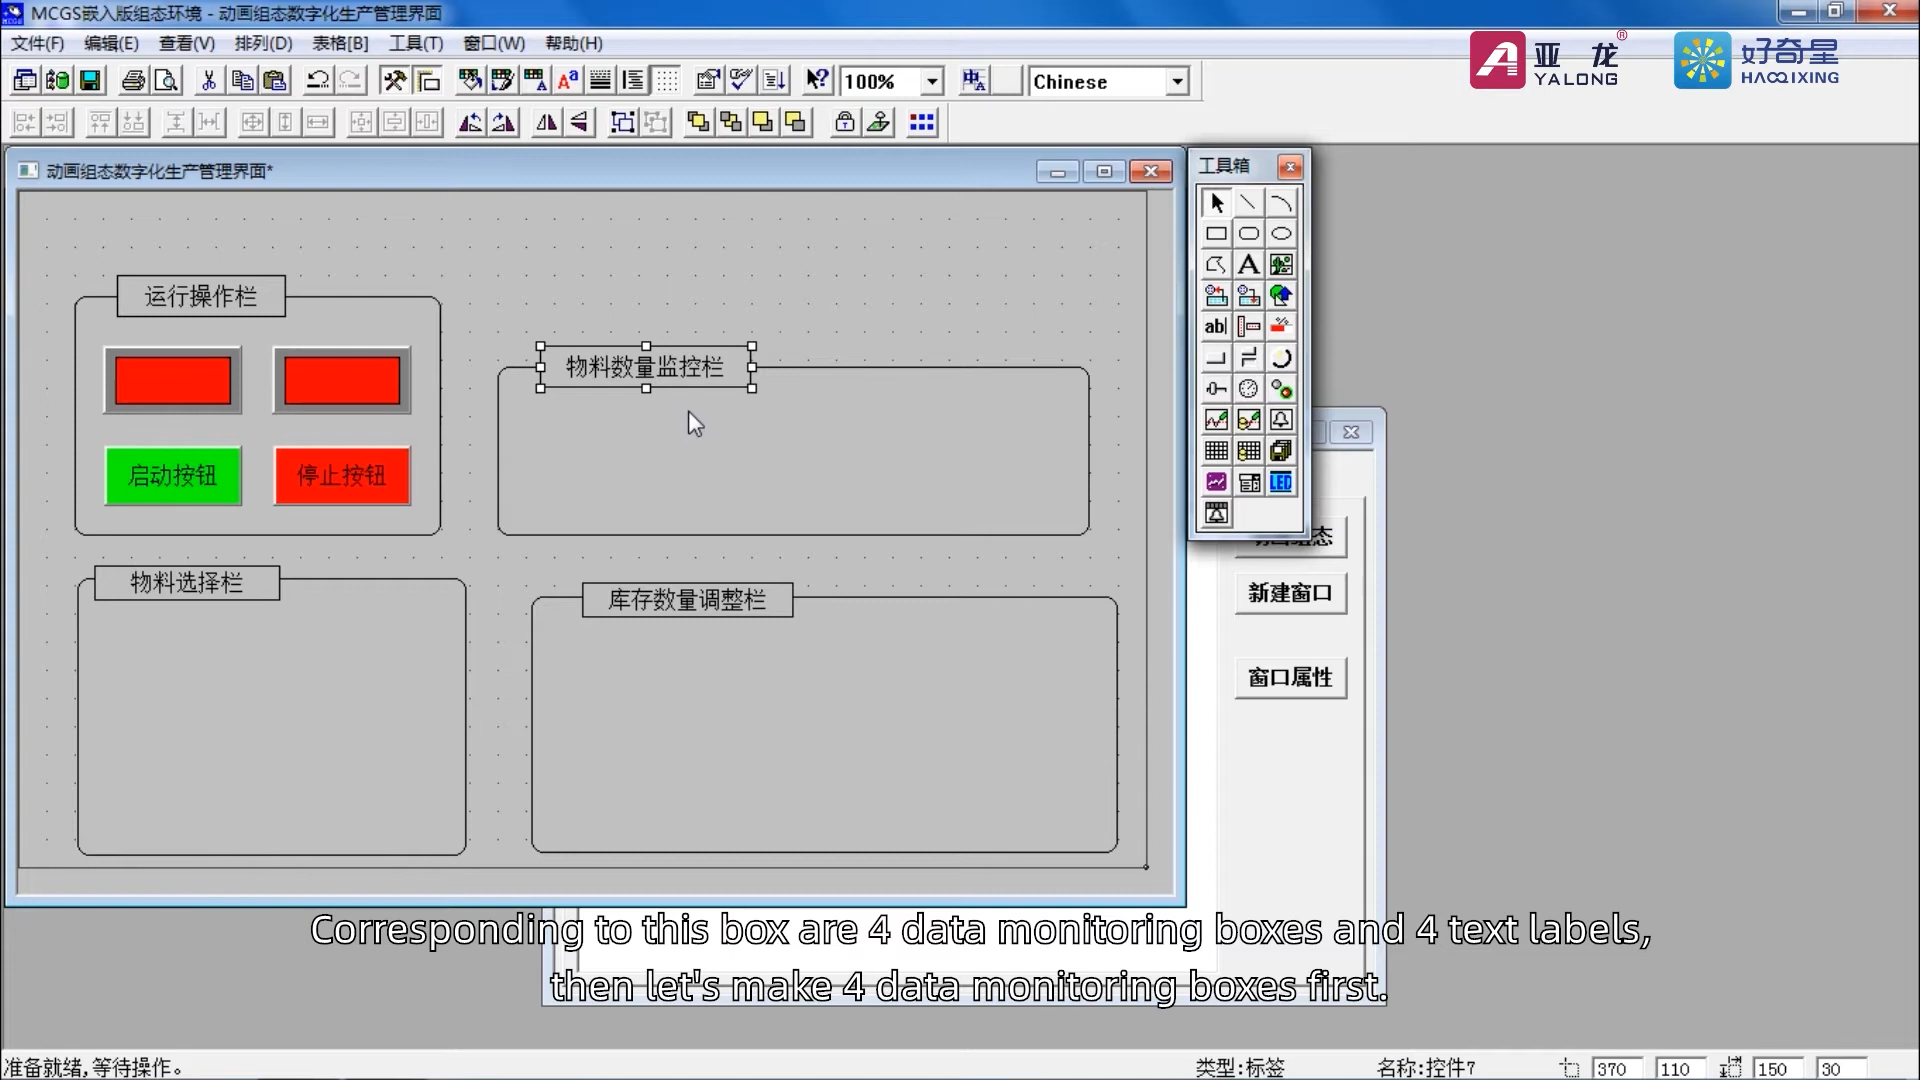 MCGS嵌入版组态环境 - 动画组态数字化生产管理界面
文件(F) 编辑(E) 查看(V) 排列(D) 表格[B] 工具(T) 窗口(W) 帮助(H)
亚龙®
YALONG
好奇星
HAOQIXING
100%
Chinese
动画组态数字化生产管理界面*
工具箱
运行操作栏
物料数量监控栏
启动按钮
停止按钮
A
ab|
LED
新建窗口
窗口属性
物料选择栏
库存数量调整栏
Corresponding to this box are 4 data monitoring boxes and 4 text labels,
then let's make 4 data monitoring boxes first.
准备就绪,等待操作。
类型:标签
名称:控件7
370
110
150
30